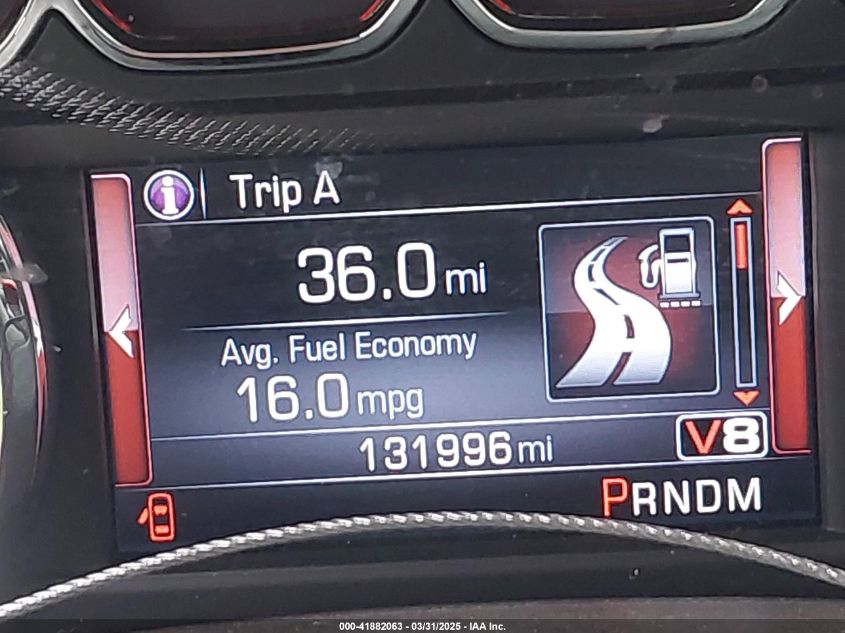 i Trip A
36.0 mi
Avg. Fuel Economy
16.0 mpg
131996 mi
V8
PRNDM
000-41882063 - 03/31/2025 - IAA Inc.